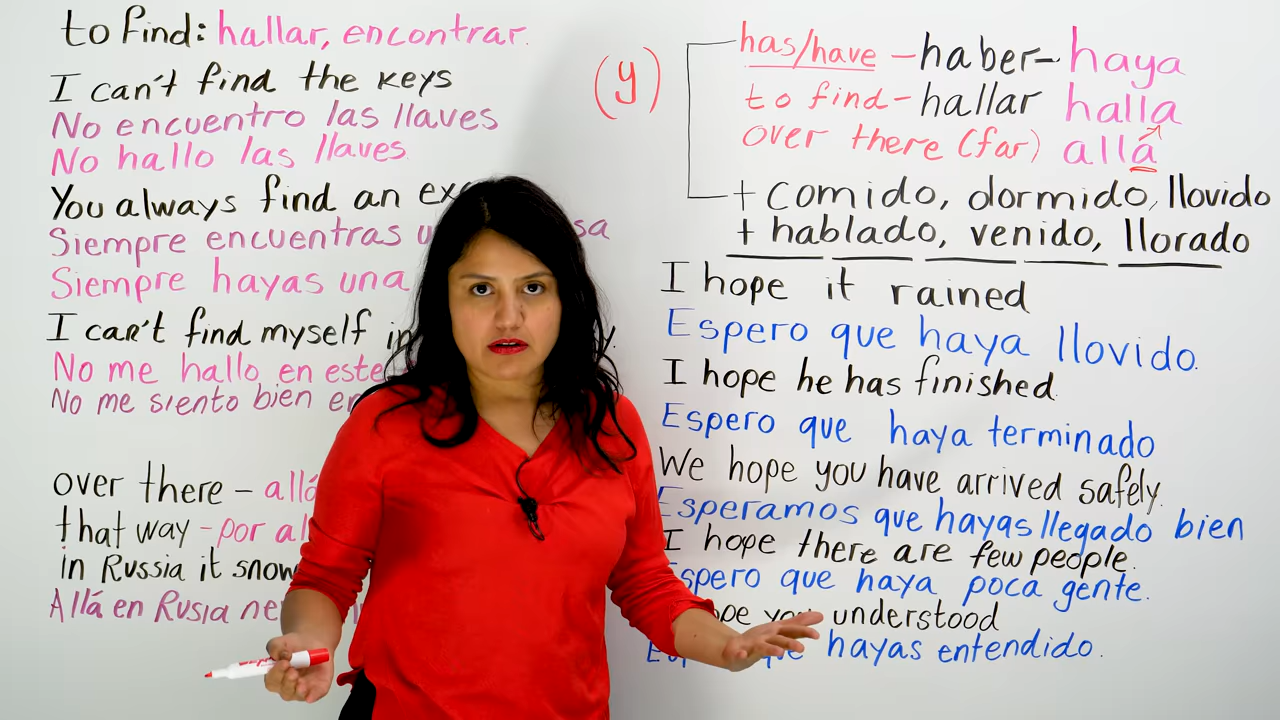 to find: hallar, encontrar.
I can't find the keys
No encuentro las llaves
No hallo las llaves.
You always find an
Siempre encuentras
Siempre hayas una
I can't find myself
No me hallo en este
No me siento bien
over there – allá
that way – por
in Russia it
Allá en Rusia
(y)
has/have – haber – haya
to find – hallar halla
over there (far) allá
+ comido, dormido, llovido
+ hablado, venido, llorado
I hope it rained
Espero que haya llovido.
I hope he has finished.
Espero que haya terminado
We hope you have arrived safely.
Esperamos que hayas llegado bien
I hope there are few people.
Espero que haya poca gente.
understood
hayas entendido.